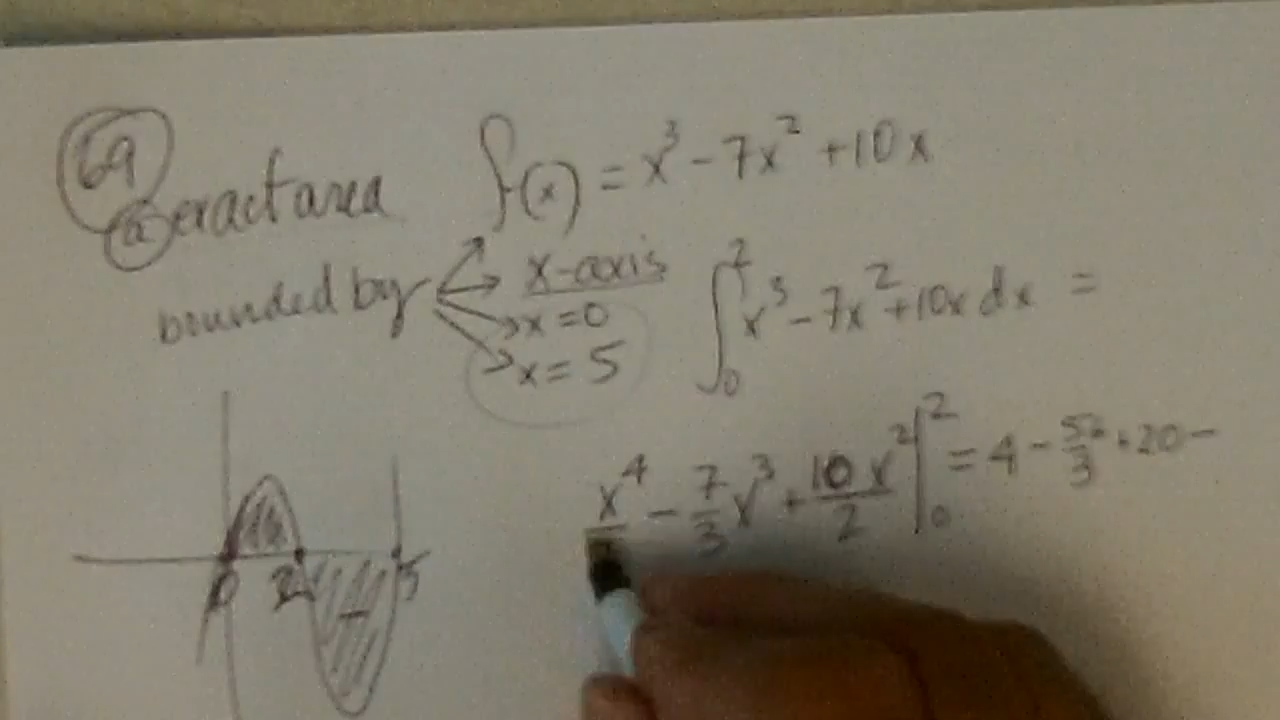 69
a exact area f(x) = x³ - 7x² + 10x
bounded by x-axis
x = 0
x = 5
∫₀² x³ - 7x² + 10x dx =
x⁴ - 7/3 x³ + 10x²/2 |₀² = 4 - 52/3 + 20 -
0 2 5